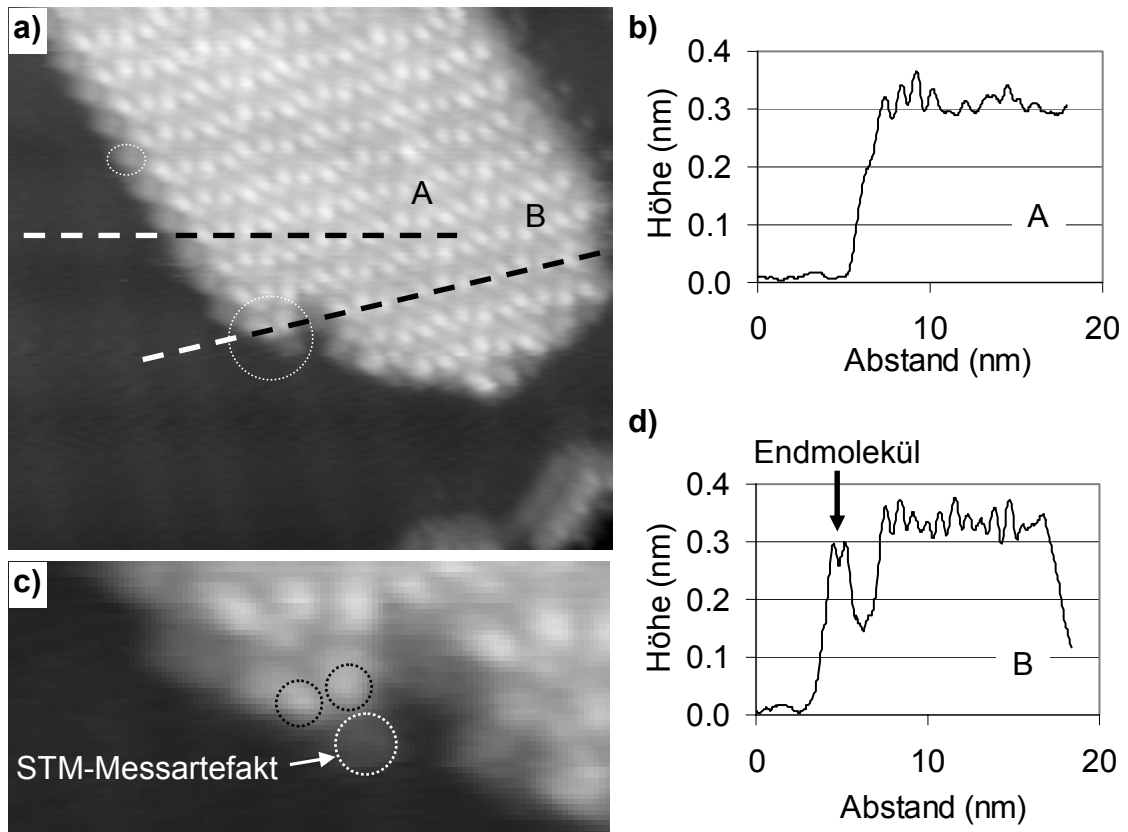 a)
A
B
b)
Höhe (nm)
0.4
0.3
0.2
0.1
0.0
A
0 10 20
Abstand (nm)
c)
STM-Messartefakt
d)
Endmolekül
Höhe (nm)
0.4
0.3
0.2
0.1
0.0
B
0 10 20
Abstand (nm)